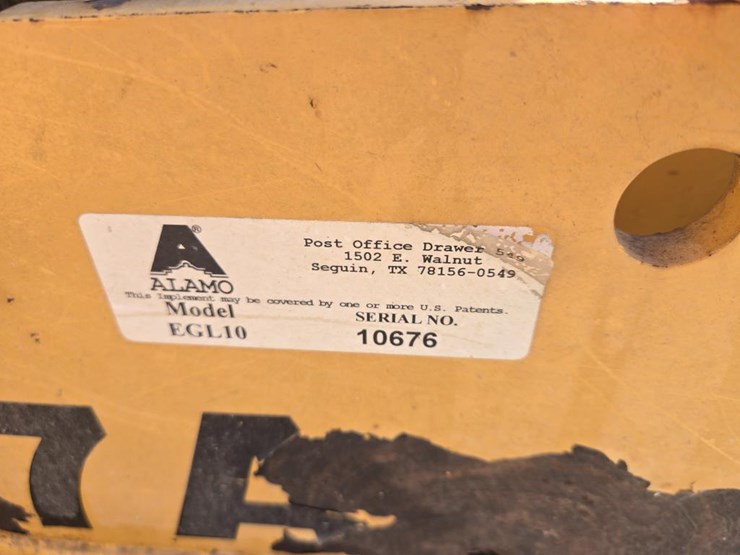 ®
ALAMO
Post Office Drawer 549
1502 E. Walnut
Seguin, TX 78156-0549
This Implement may be covered by one or more U.S. Patents.
Model
SERIAL NO.
EGL10
10676
A